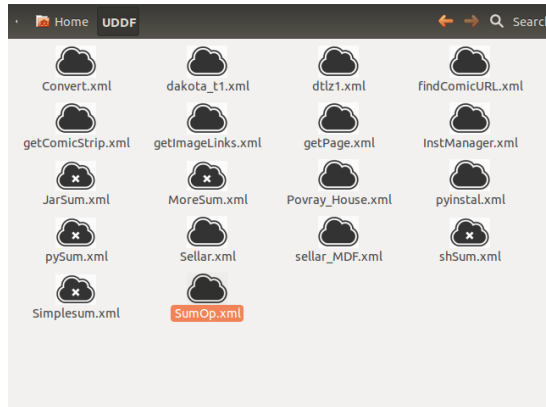 Home UDDF Search
Convert.xml dakota_t1.xml dtlz1.xml findComicURL.xml
getComicStrip.xml getImageLinks.xml getPage.xml InstManager.xml
JarSum.xml MoreSum.xml Povray_House.xml pyinstal.xml
pySum.xml Sellar.xml sellar_MDF.xml shSum.xml
Simplesum.xml SumOp.xml